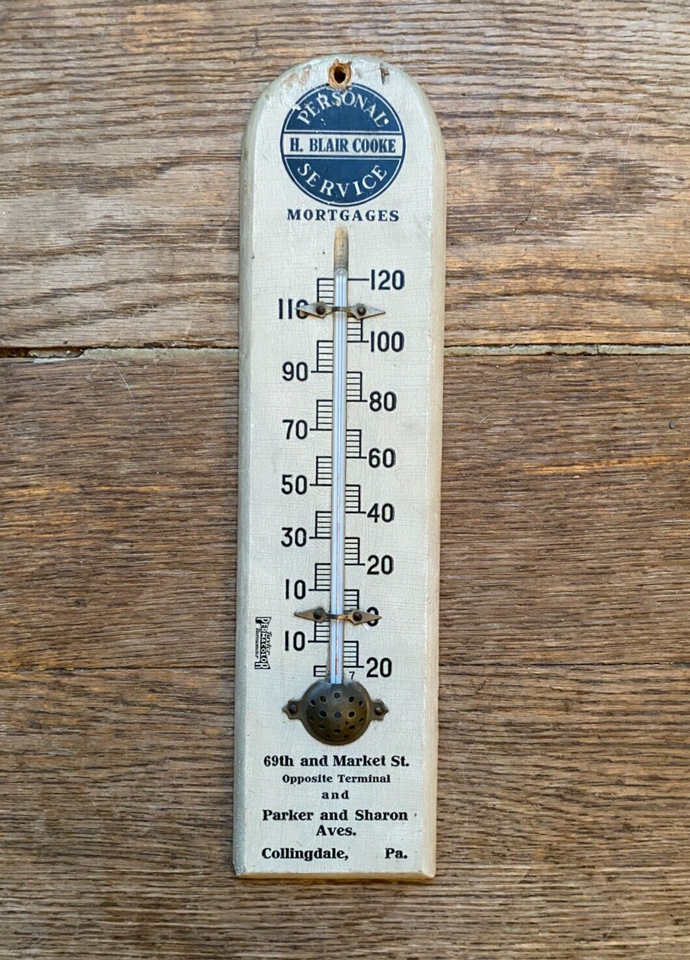 PERSONAL
H. BLAIR COOKE
SERVICE
MORTGAGES
120
110
100
90
80
70
60
50
40
30
20
10
0
10
20
7
69th and Market St.
Opposite Terminal
and
Parker and Sharon
Aves.
Collingdale, Pa.